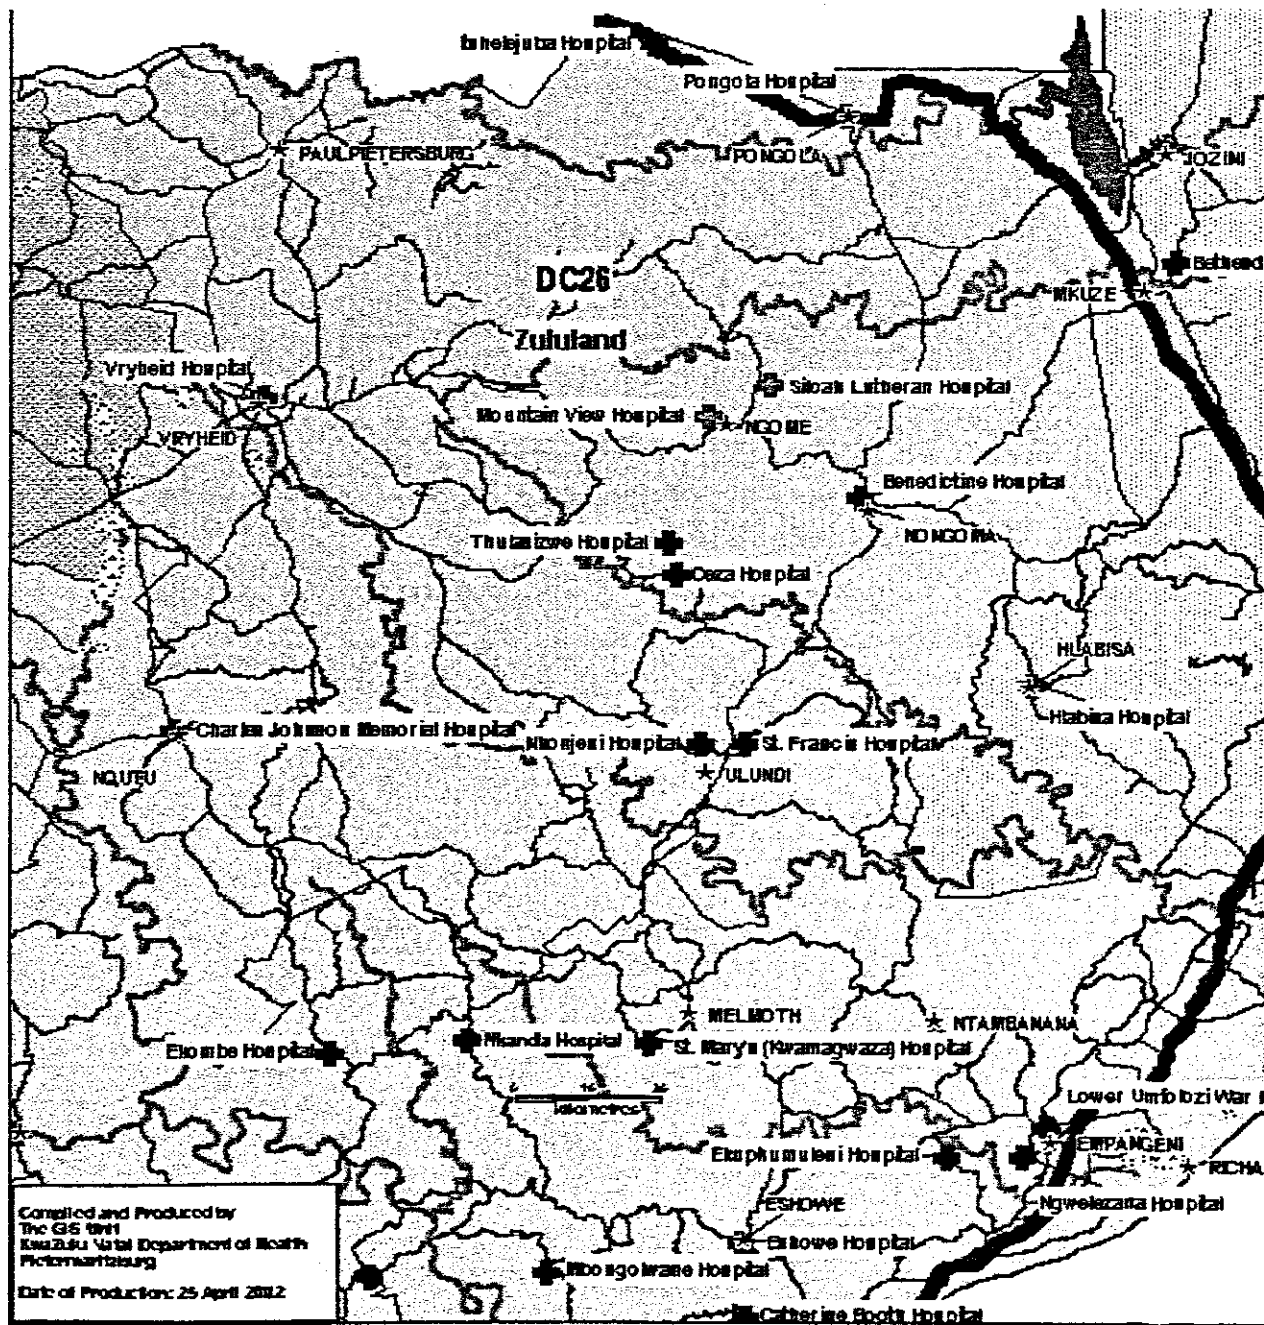 Itshelejuba Hospital
Pongola Hospital
PAULPIETERSBURG
PONGOLA
JOZINI
DC26
Zululand
MKUZE
Vryheid Hospital
Siloah Lutheran Hospital
Mountain View Hospital
NGOME
VRYHEID
Benedictine Hospital
NONGOMA
Thulasizwe Hospital
Ceza Hospital
HLABISA
Hlabisa Hospital
Charles Johnson Memorial Hospital
Nkonjeni Hospital
St. Francis Hospital
NQUTU
ULUNDI
MELMOTH
NTAMBANANA
Ekombe Hospital
Nkandla Hospital
St. Mary's (Kwamagwaza) Hospital
kilometres
Lower Umfolozi War
EMPANGENI
Ekuphumuleni Hospital
RICHA
ESHOWE
Ngwelezana Hospital
Eshowe Hospital
Mbongolwane Hospital
Catherine Booth Hospital
Compiled and Produced by
The GIS Unit
KwaZulu Natal Department of Health
Pietermaritzburg
Date of Production: 25 April 2012